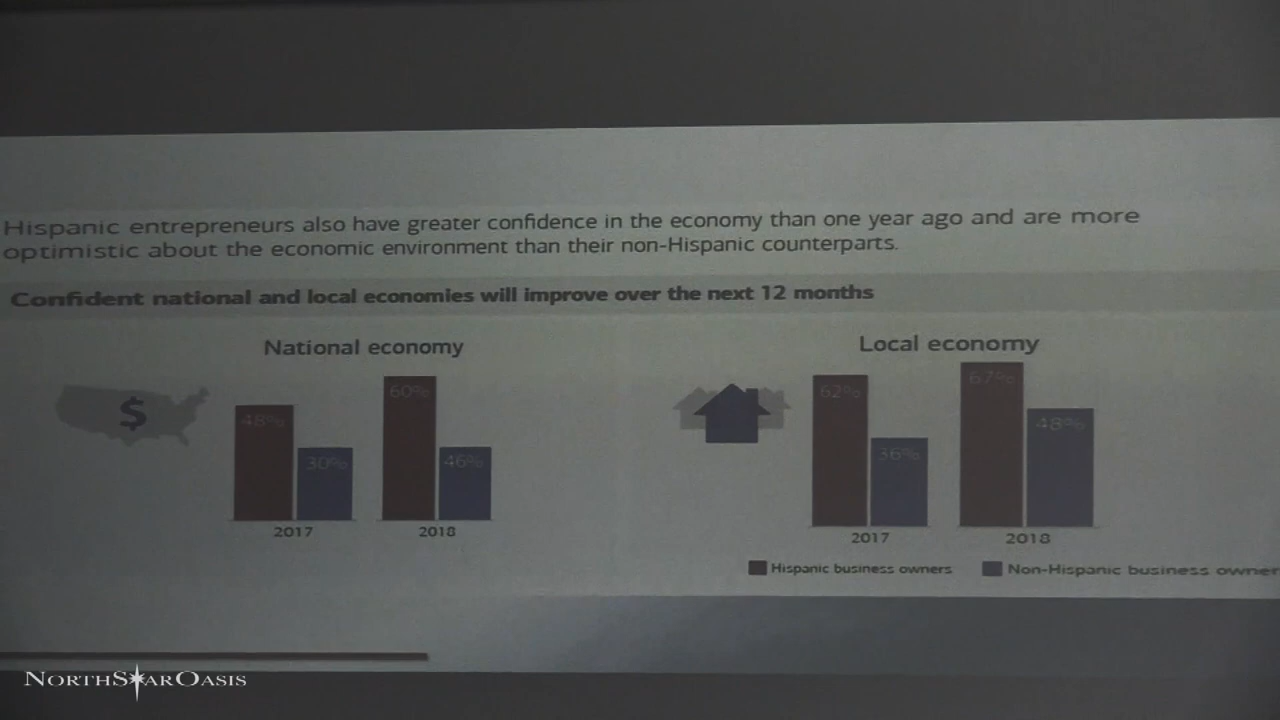 Hispanic entrepreneurs also have greater confidence in the economy than one year ago and are more
optimistic about the economic environment than their non-Hispanic counterparts.
Confident national and local economies will improve over the next 12 months
National economy
Local economy
$
48%
30%
60%
46%
62%
36%
67%
48%
2017
2018
2017
2018
Hispanic business owners
Non-Hispanic business owner
NORTHSTAROASIS